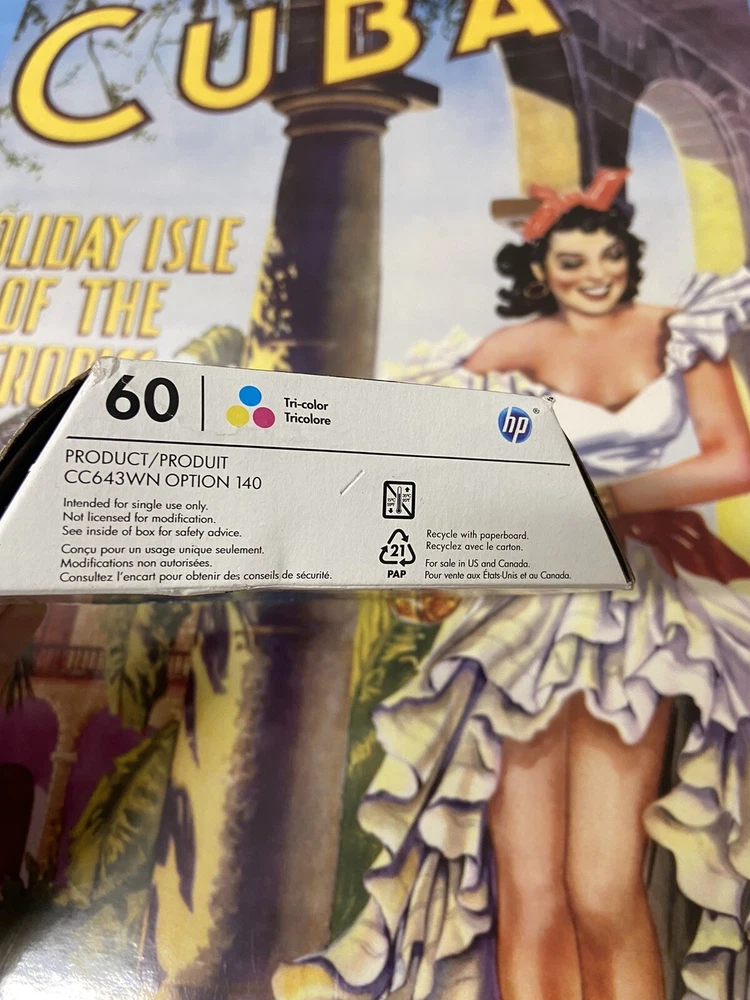 CUBA
OLIDAY ISLE
OF THE
60
Tri-color
Tricolore
hp®
PRODUCT/PRODUIT
CC643WN OPTION 140
Intended for single use only.
Not licensed for modification.
See inside of box for safety advice.
Conçu pour un usage unique seulement.
Modifications non autorisées.
Consultez l'encart pour obtenir des conseils de sécurité.
21
PAP
Recycle with paperboard.
Recyclez avec le carton.
For sale in US and Canada.
Pour vente aux États-Unis et au Canada.